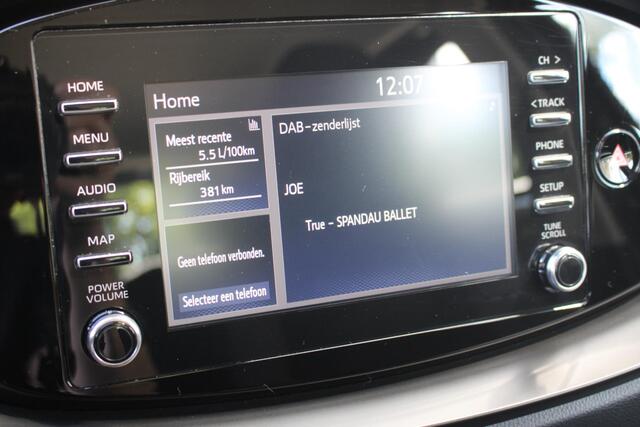 HOME
MENU
AUDIO
MAP
POWER
VOLUME
Home
12:07
Meest recente
5.5 L/100km
Rijbereik
381 km
Geen telefoon verbonden.
Selecteer een telefoon
DAB-zenderlijst
JOE
True - SPANDAU BALLET
CH >
< TRACK
PHONE
SETUP
TUNE
SCROLL